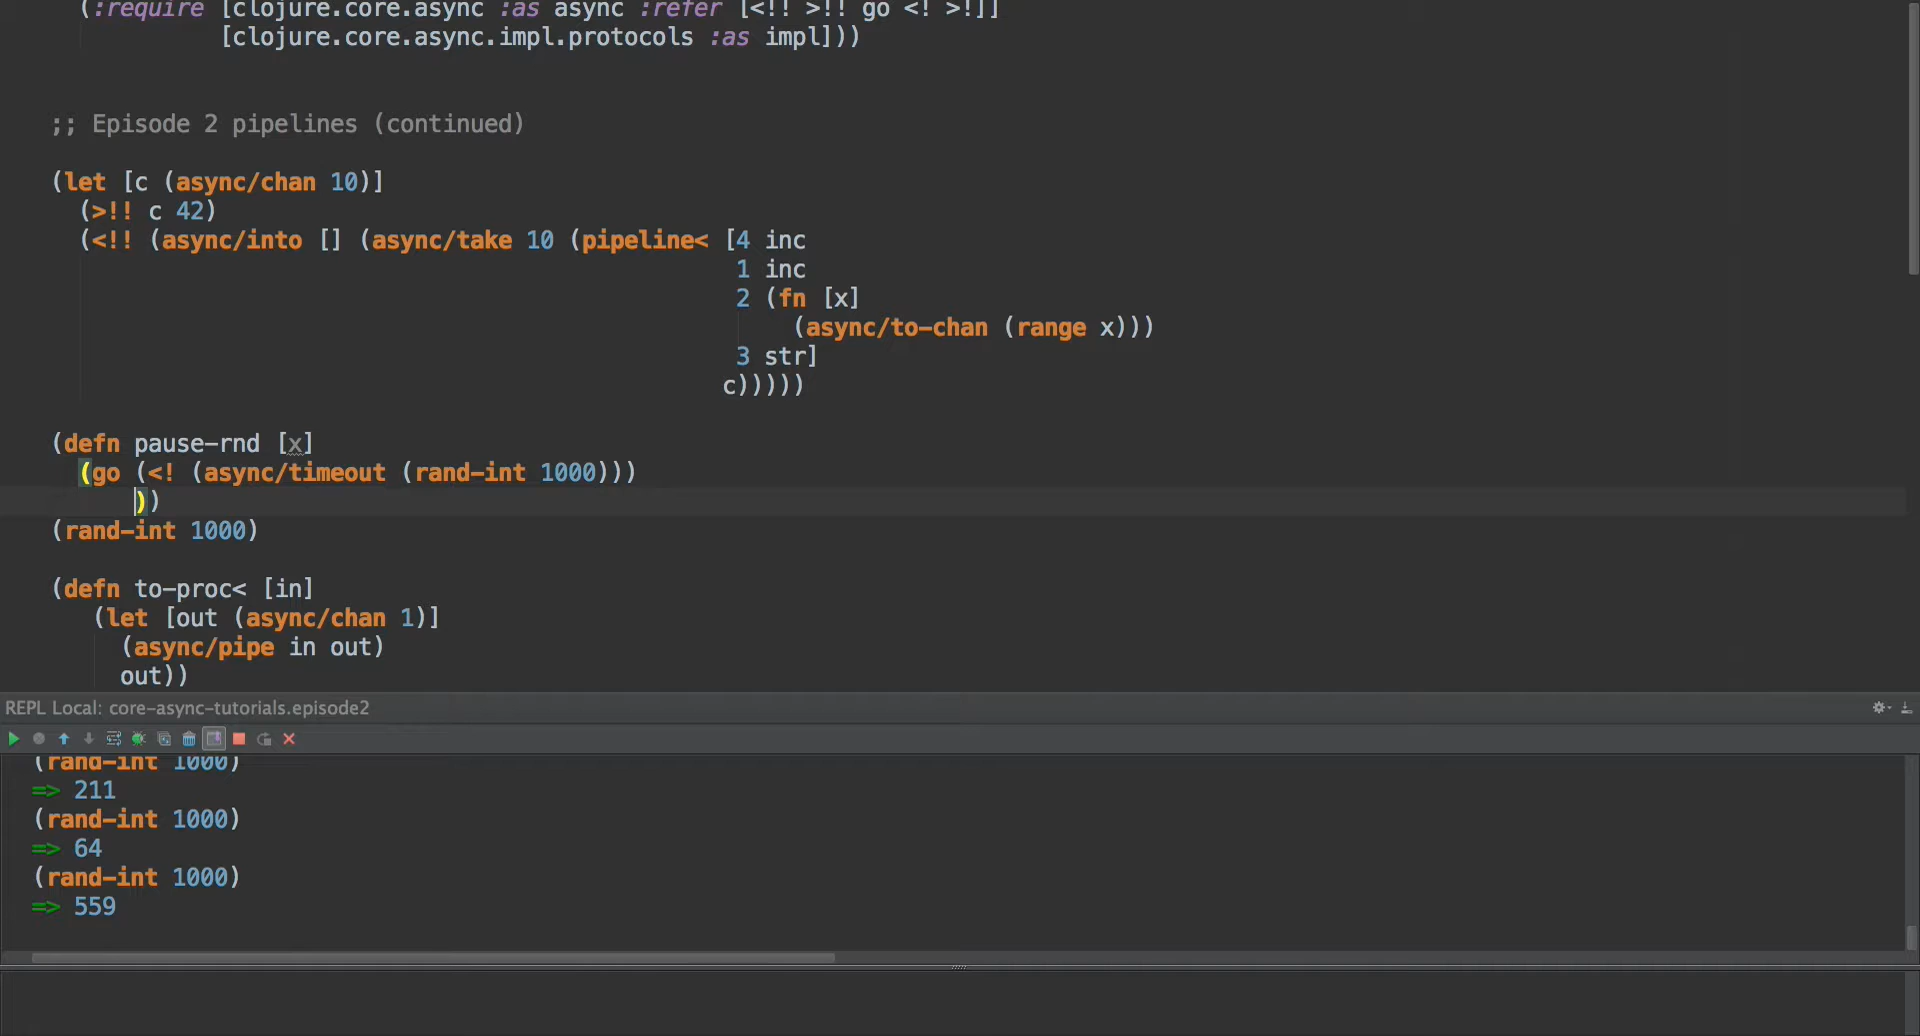 (:require [clojure.core.async :as async :refer [<!! >!! go <! >!]]
[clojure.core.async.impl.protocols :as impl]))
;; Episode 2 pipelines (continued)
(let [c (async/chan 10)]
(>!! c 42)
(<!! (async/into [] (async/take 10 (pipeline< [4 inc
1 inc
2 (fn [x]
(async/to-chan (range x)))
3 str]
c)))))
(defn pause-rnd [x]
(go (<! (async/timeout (rand-int 1000)))
))
(rand-int 1000)
(defn to-proc< [in]
(let [out (async/chan 1)]
(async/pipe in out)
out))
REPL Local: core-async-tutorials.episode2
(rand-int 1000)
=> 211
(rand-int 1000)
=> 64
(rand-int 1000)
=> 559